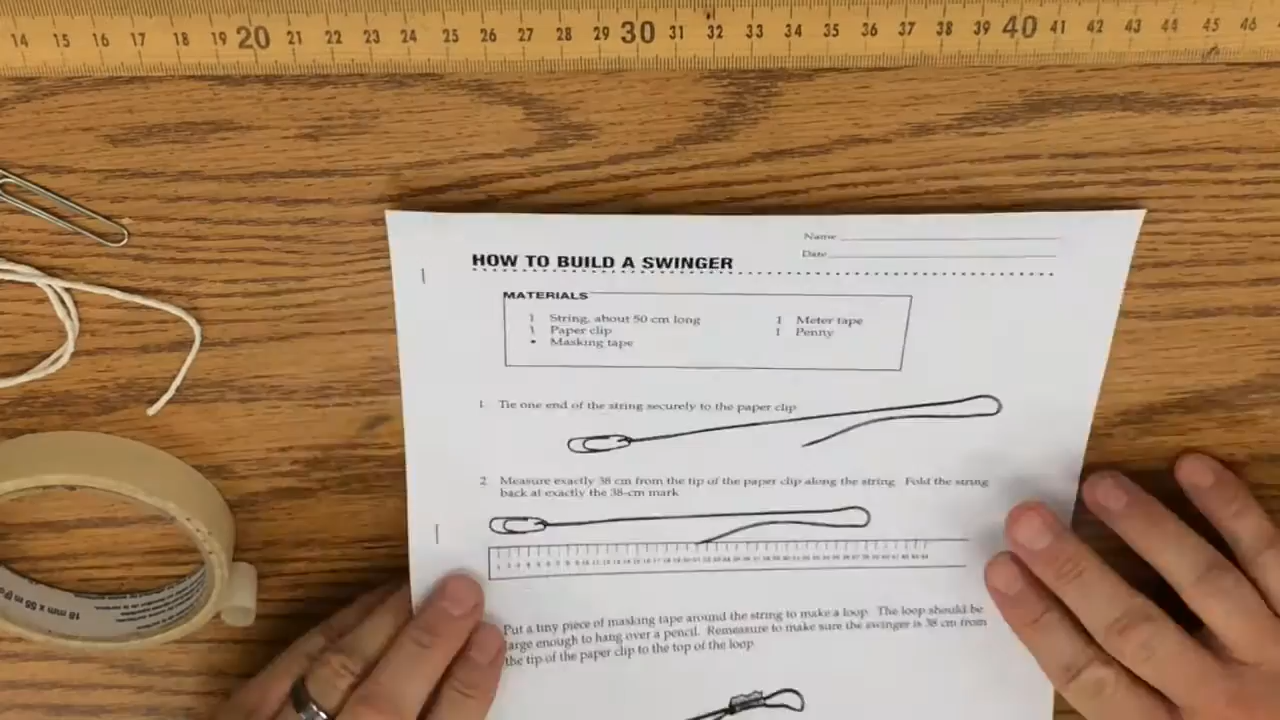 14 15 16 17 18 19 20 21 22 23 24 25 26 27 28 29 30 31 32 33 34 35 36 37 38 39 40 41 42 43 44 45 46
Name
Date
HOW TO BUILD A SWINGER
MATERIALS
1 String, about 50 cm long
1 Paper clip
• Masking tape
1 Meter tape
1 Penny
1. Tie one end of the string securely to the paper clip
2. Measure exactly 38 cm from the tip of the paper clip along the string. Fold the string
back at exactly the 38-cm mark
Put a tiny piece of masking tape around the string to make a loop. The loop should be
large enough to hang over a pencil. Remeasure to make sure the swinger is 38 cm from
the tip of the paper clip to the top of the loop
18 mm x 55 m